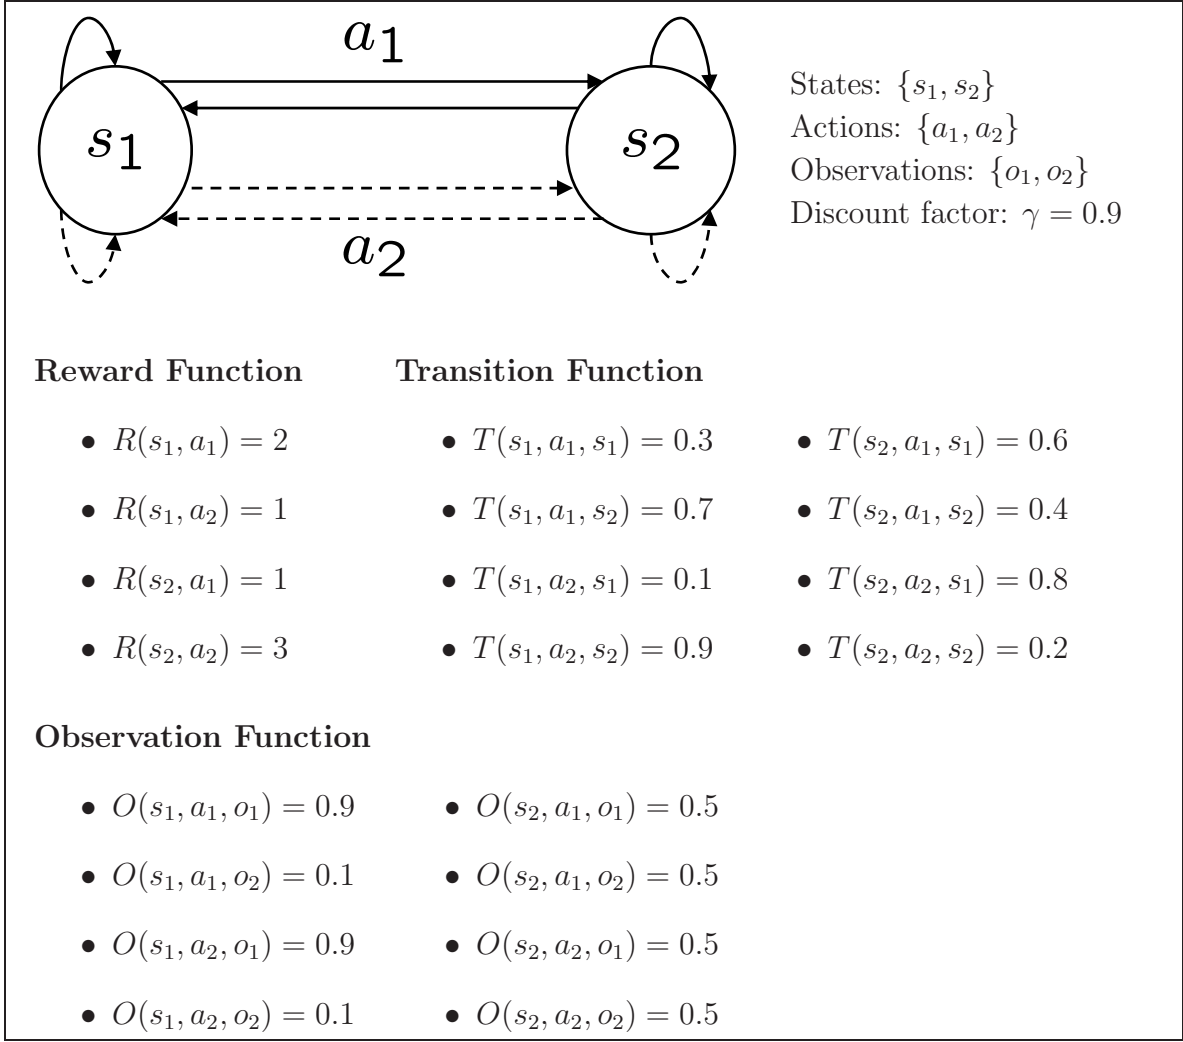 a₁
s₁
s₂
a₂
States: {s₁, s₂}
Actions: {a₁, a₂}
Observations: {o₁, o₂}
Discount factor: γ = 0.9
Reward Function
• R(s₁, a₁) = 2
• R(s₁, a₂) = 1
• R(s₂, a₁) = 1
• R(s₂, a₂) = 3
Transition Function
• T(s₁, a₁, s₁) = 0.3
• T(s₁, a₁, s₂) = 0.7
• T(s₁, a₂, s₁) = 0.1
• T(s₁, a₂, s₂) = 0.9
• T(s₂, a₁, s₁) = 0.6
• T(s₂, a₁, s₂) = 0.4
• T(s₂, a₂, s₁) = 0.8
• T(s₂, a₂, s₂) = 0.2
Observation Function
• O(s₁, a₁, o₁) = 0.9
• O(s₁, a₁, o₂) = 0.1
• O(s₁, a₂, o₁) = 0.9
• O(s₁, a₂, o₂) = 0.1
• O(s₂, a₁, o₁) = 0.5
• O(s₂, a₁, o₂) = 0.5
• O(s₂, a₂, o₁) = 0.5
• O(s₂, a₂, o₂) = 0.5